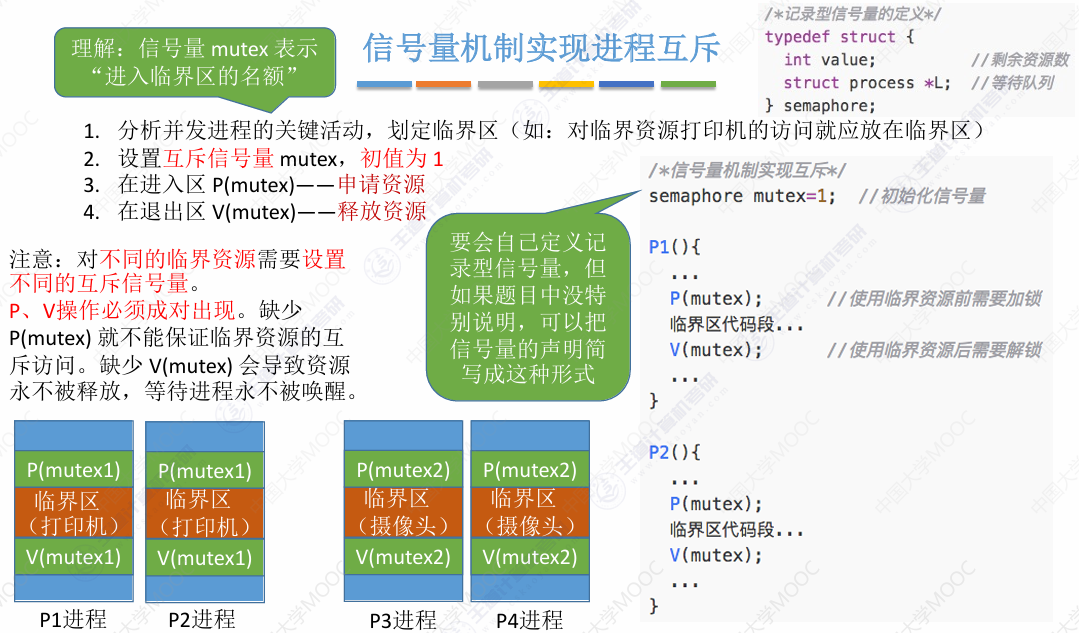 理解：信号量 mutex 表示
“进入临界区的名额”
信号量机制实现进程互斥
/*记录型信号量的定义*/
typedef struct {
int value; //剩余资源数
struct process *L; //等待队列
} semaphore;
1. 分析并发进程的关键活动，划定临界区（如：对临界资源打印机的访问就应放在临界区）
2. 设置互斥信号量 mutex，初值为 1
3. 在进入区 P(mutex)——申请资源
4. 在退出区 V(mutex)——释放资源
注意：对不同的临界资源需要设置
不同的互斥信号量。
P、V操作必须成对出现。缺少
P(mutex) 就不能保证临界资源的互
斥访问。缺少 V(mutex) 会导致资源
永不被释放，等待进程永不被唤醒。
要会自己定义记
录型信号量，但
如果题目中没特
别说明，可以把
信号量的声明简
写成这种形式
/*信号量机制实现互斥*/
semaphore mutex=1; //初始化信号量
P1(){
...
P(mutex); //使用临界资源前需要加锁
临界区代码段...
V(mutex); //使用临界资源后需要解锁
...
}
P2(){
...
P(mutex);
临界区代码段...
V(mutex);
...
}
P(mutex1)
临界区
（打印机）
V(mutex1)
P1进程
P(mutex1)
临界区
（打印机）
V(mutex1)
P2进程
P(mutex2)
临界区
（摄像头）
V(mutex2)
P3进程
P(mutex2)
临界区
（摄像头）
V(mutex2)
P4进程